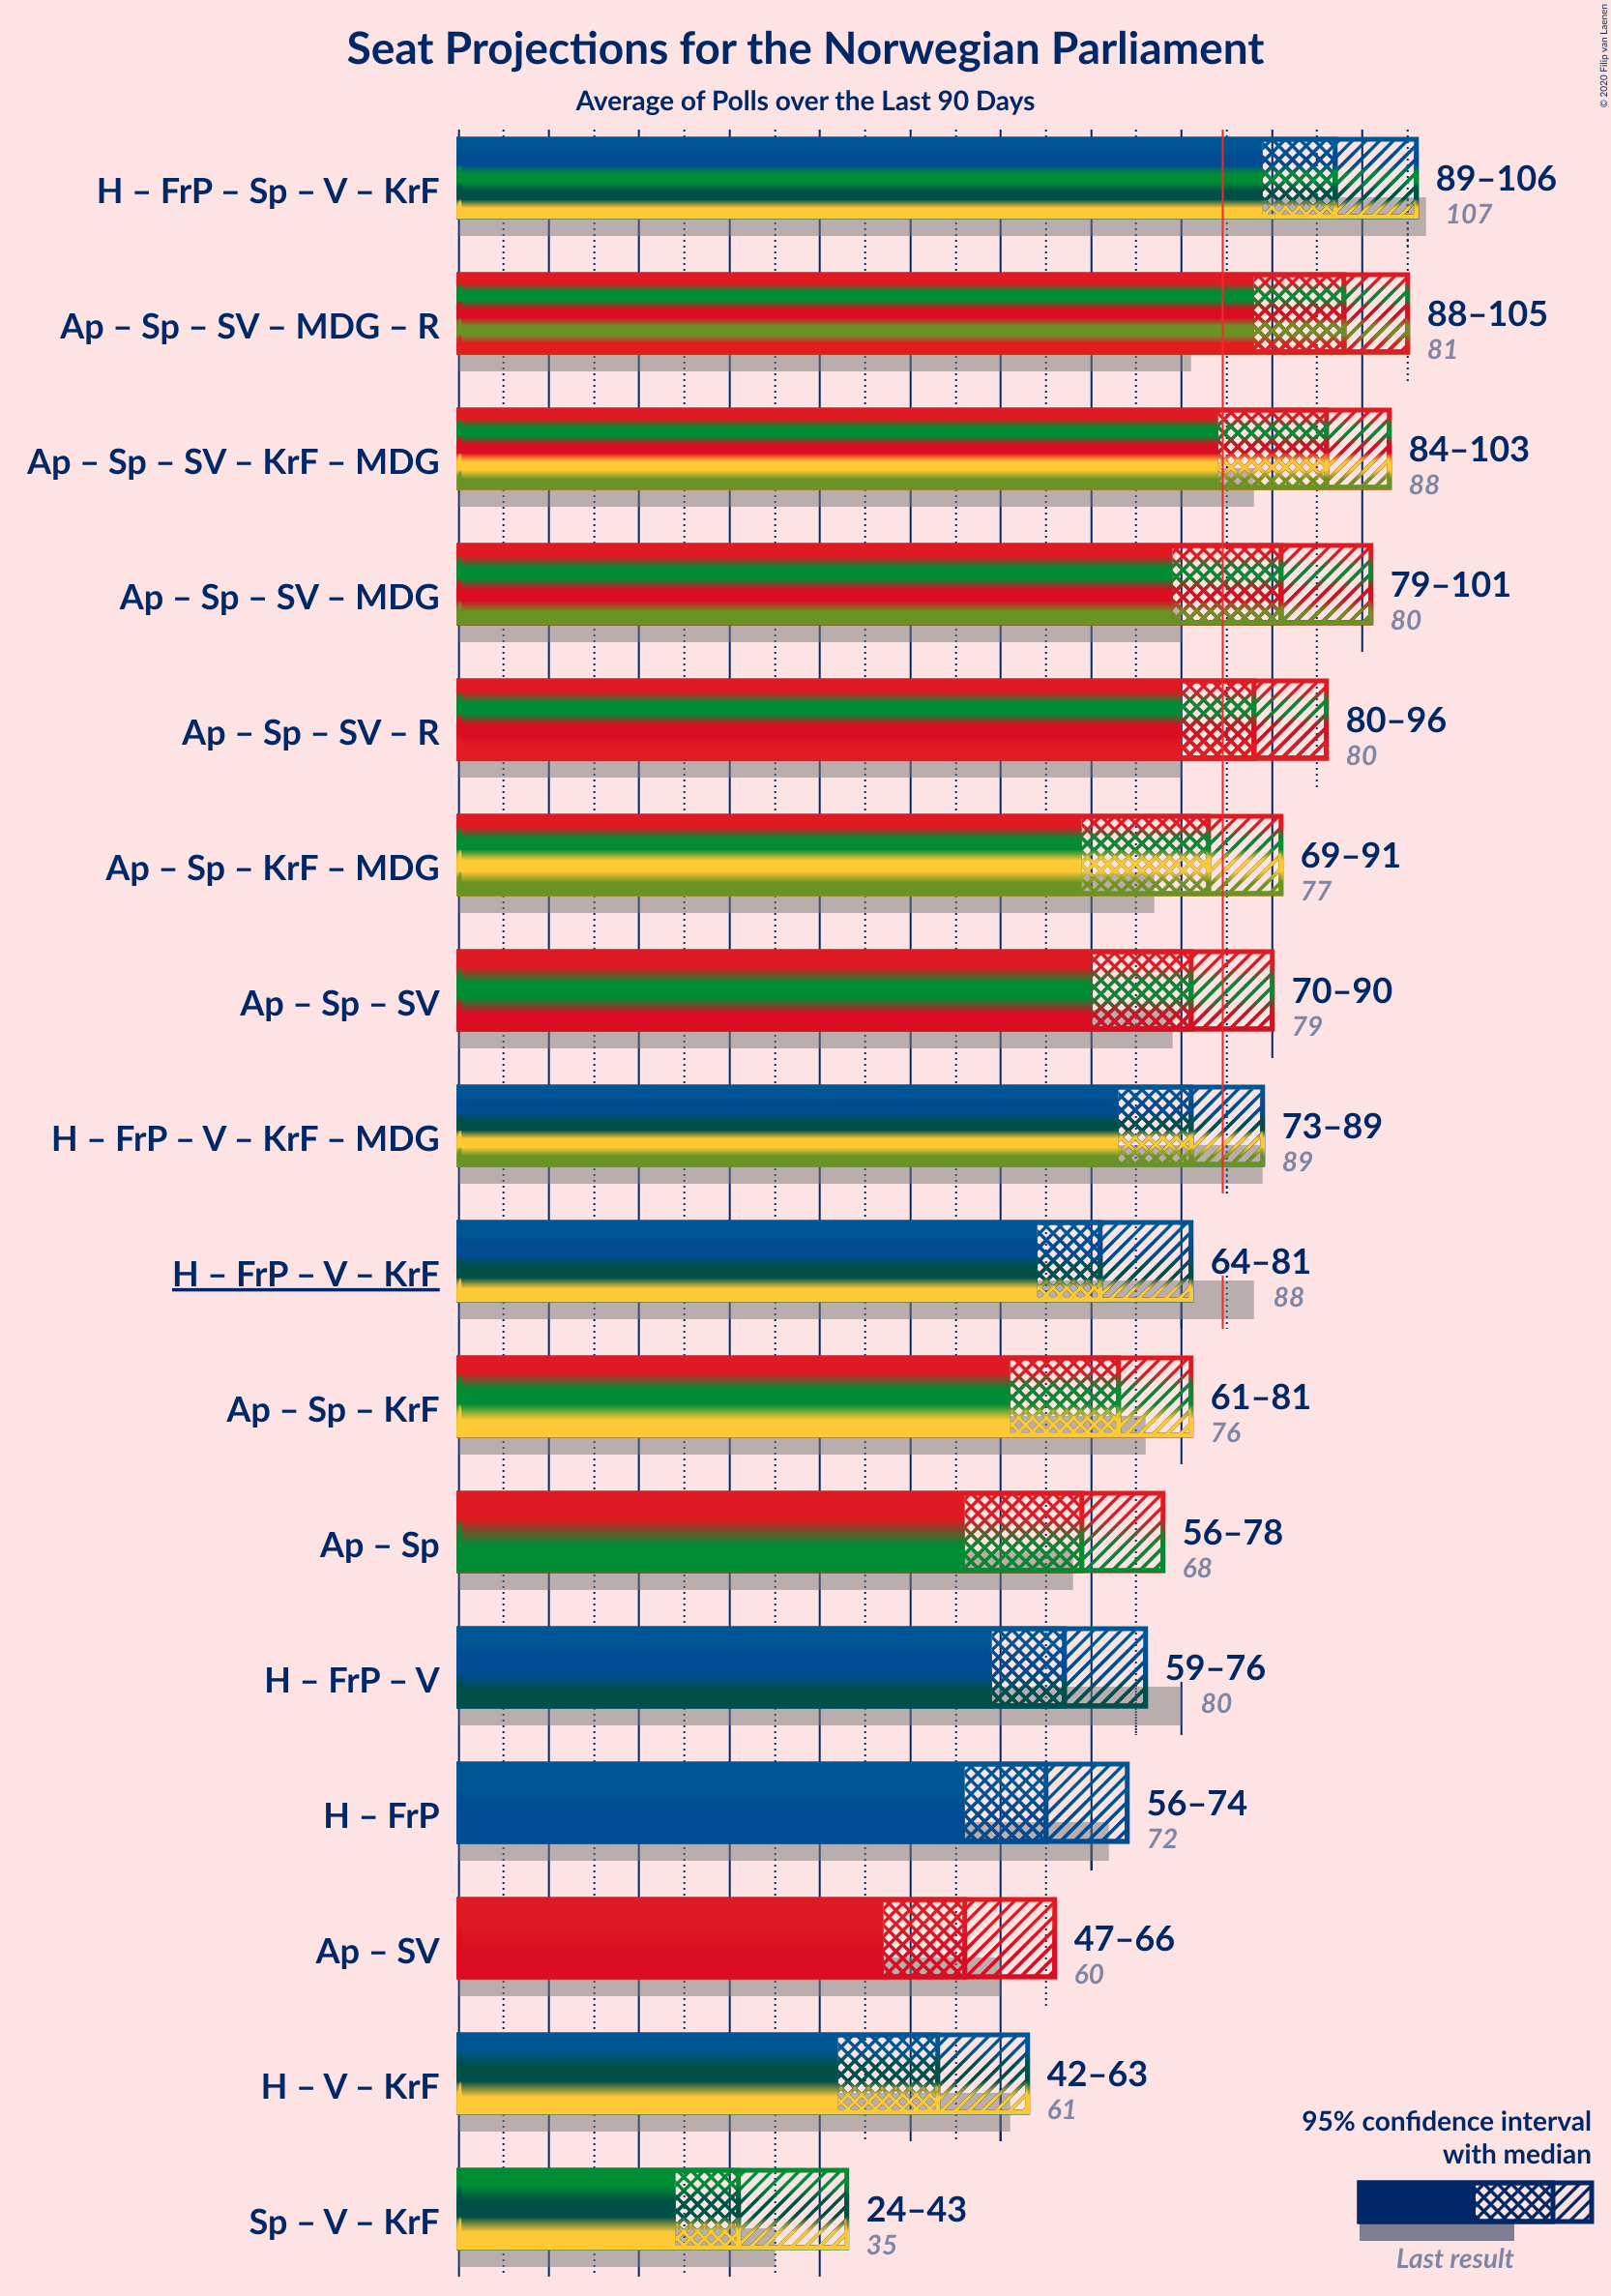 © 2020 Filip van Laenen
Seat Projections for the Norwegian Parliament
Average of Polls over the Last 90 Days
H – FrP – Sp – V – KrF
89–106
107
Ap – Sp – SV – MDG – R
88–105
81
Ap – Sp – SV – KrF – MDG
84–103
88
Ap – Sp – SV – MDG
79–101
80
Ap – Sp – SV – R
80–96
80
Ap – Sp – KrF – MDG
69–91
77
Ap – Sp – SV
70–90
79
H – FrP – V – KrF – MDG
73–89
89
H – FrP – V – KrF
64–81
88
Ap – Sp – KrF
61–81
76
Ap – Sp
56–78
68
H – FrP – V
59–76
80
H – FrP
56–74
72
Ap – SV
47–66
60
H – V – KrF
42–63
61
Sp – V – KrF
24–43
35
95% confidence interval
with median
Last result